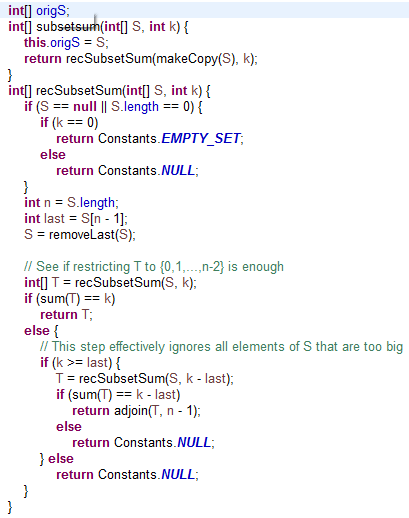 int[] origS;
int[] subsetsum(int[] S, int k) {
this.origS = S;
return recSubsetSum(makeCopy(S), k);
}
int[] recSubsetSum(int[] S, int k) {
if (S == null || S.length == 0) {
if (k == 0)
return Constants.EMPTY_SET;
else
return Constants.NULL;
}
int n = S.length;
int last = S[n - 1];
S = removeLast(S);
// See if restricting T to {0,1,...,n-2} is enough
int[] T = recSubsetSum(S, k);
if (sum(T) == k)
return T;
else {
// This step effectively ignores all elements of S that are too big
if (k >= last) {
T = recSubsetSum(S, k - last);
if (sum(T) == k - last)
return adjoin(T, n - 1);
else
return Constants.NULL;
} else
return Constants.NULL;
}
}